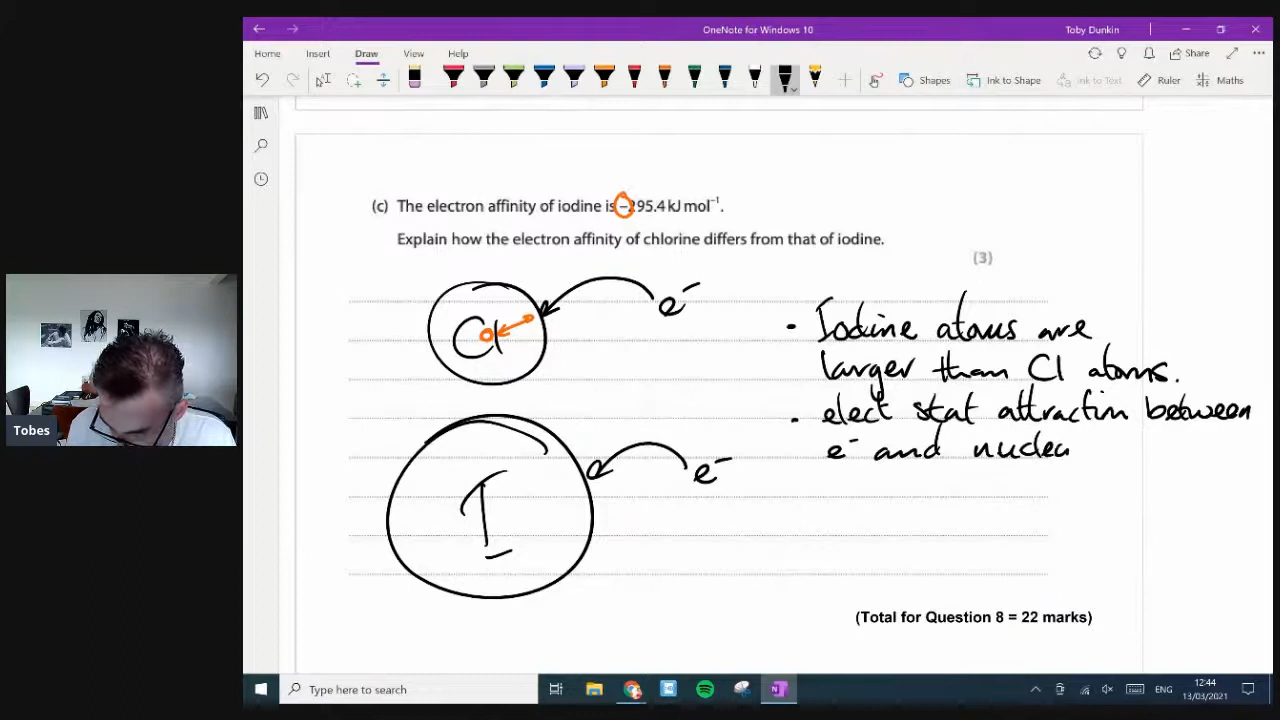 OneNote for Windows 10
Toby Dunkin
Home Insert Draw View Help
Share
Shapes
Ink to Shape
Ink to Text
Ruler
Maths
(c) The electron affinity of iodine is −295.4 kJ mol⁻¹.
Explain how the electron affinity of chlorine differs from that of iodine.
(3)
Cl
e⁻
I
e⁻
• Iodine atoms are
larger than Cl atoms.
• elect stat attraction between
e⁻ and nuclea
(Total for Question 8 = 22 marks)
Tobes
Type here to search
ENG
12:44
13/03/2021